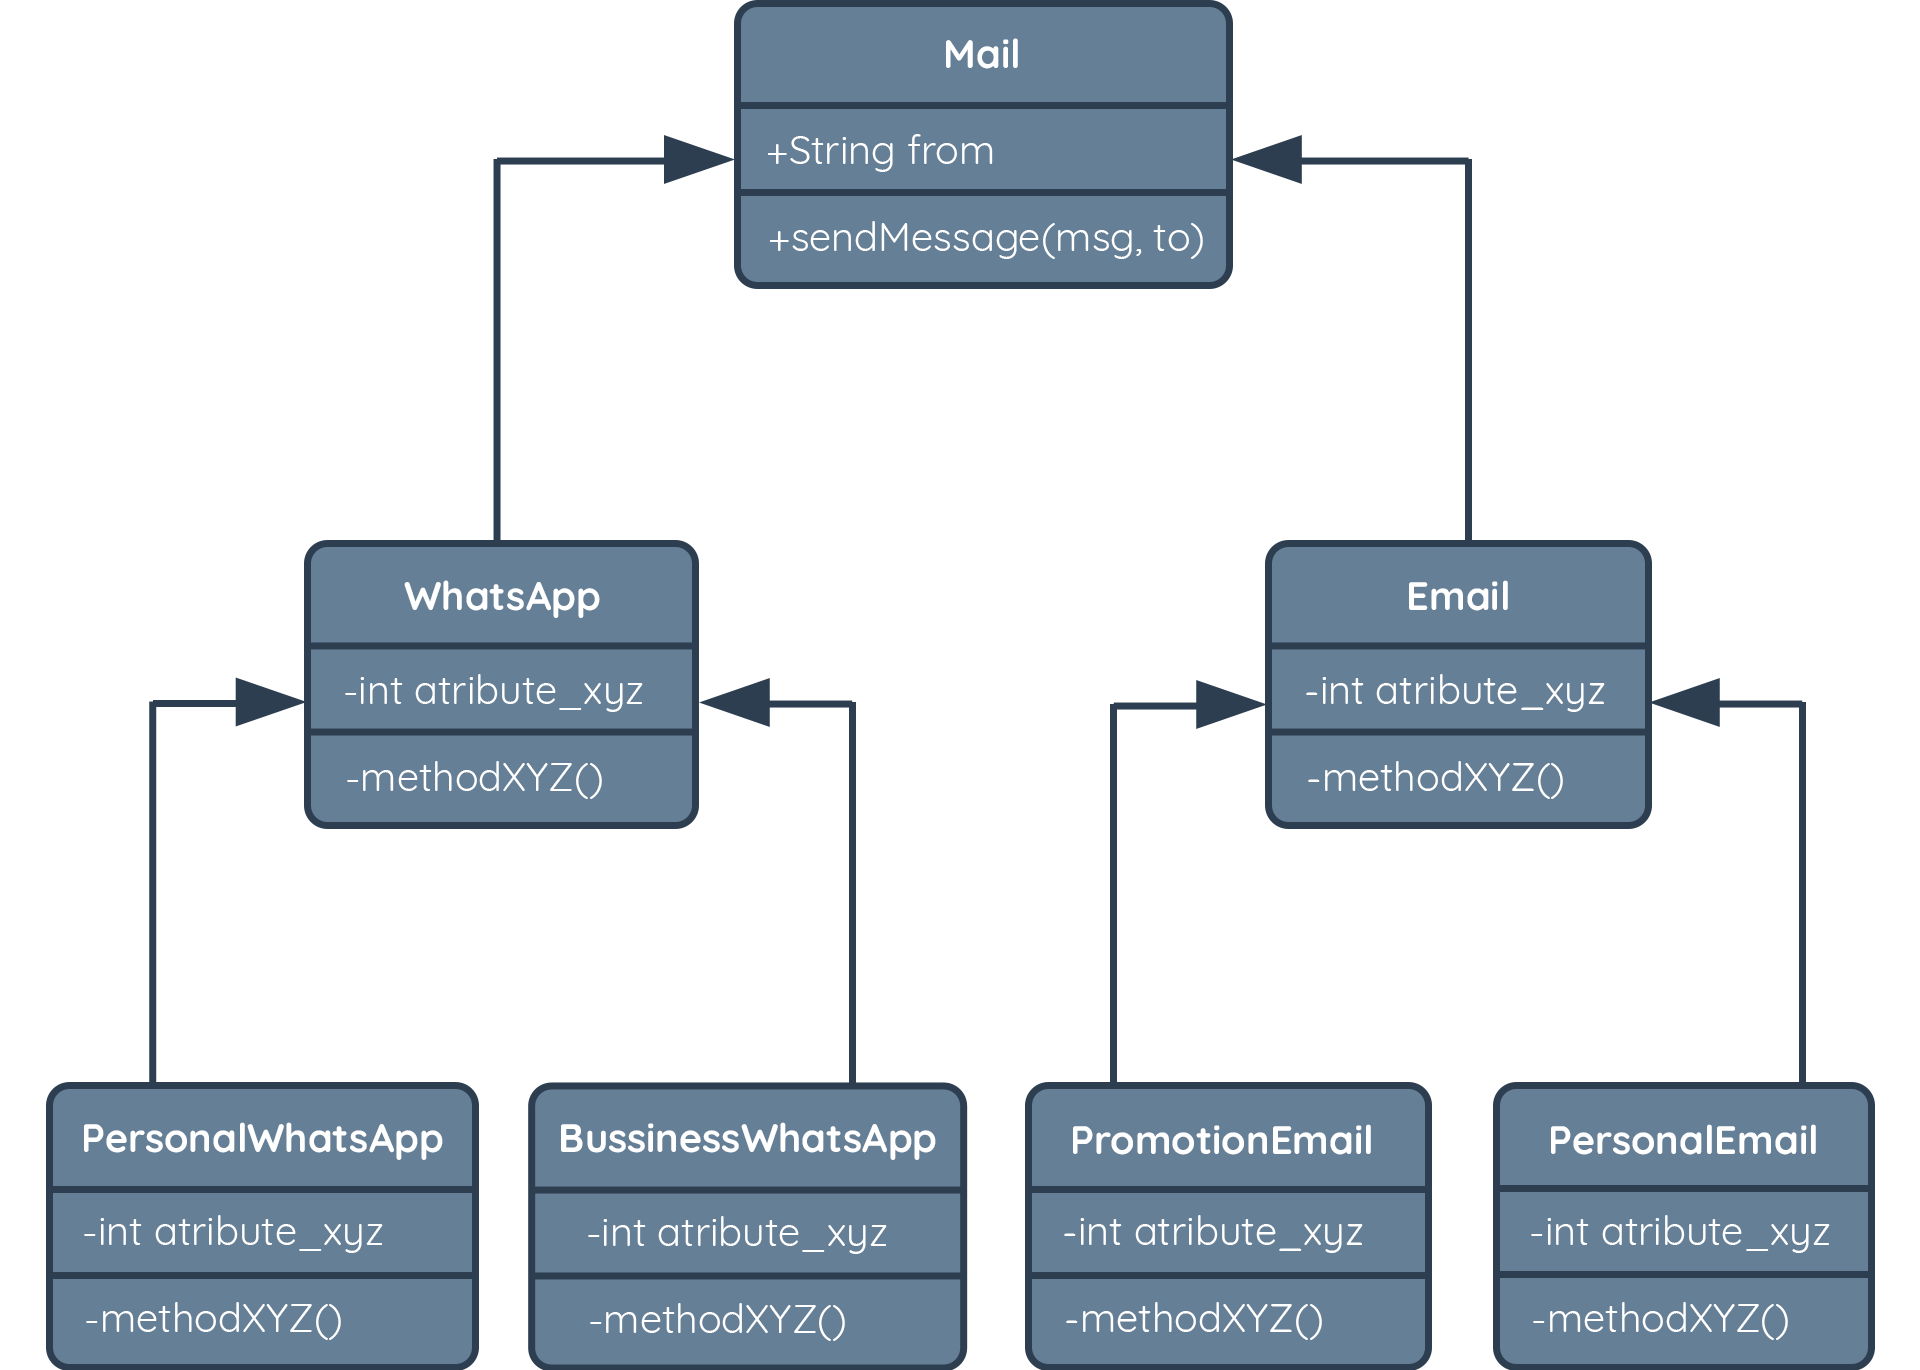 Mail
+String from
+sendMessage(msg, to)
WhatsApp
-int atribute_xyz
-methodXYZ()
Email
-int atribute_xyz
-methodXYZ()
PersonalWhatsApp
-int atribute_xyz
-methodXYZ()
BussinessWhatsApp
-int atribute_xyz
-methodXYZ()
PromotionEmail
-int atribute_xyz
-methodXYZ()
PersonalEmail
-int atribute_xyz
-methodXYZ()